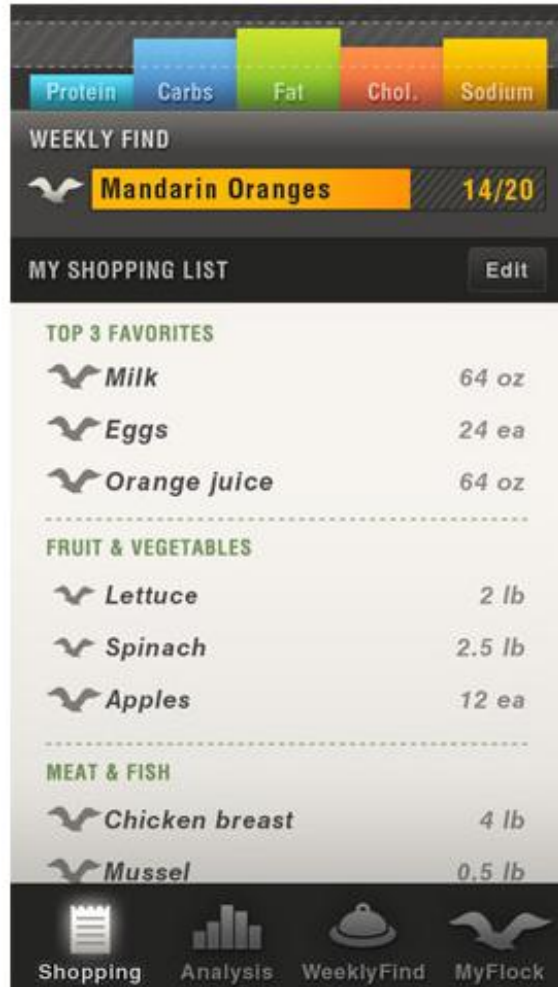 Protein Carbs Fat Chol. Sodium
WEEKLY FIND
Mandarin Oranges 14/20
MY SHOPPING LIST Edit
TOP 3 FAVORITES
Milk 64 oz
Eggs 24 ea
Orange juice 64 oz
FRUIT & VEGETABLES
Lettuce 2 lb
Spinach 2.5 lb
Apples 12 ea
MEAT & FISH
Chicken breast 4 lb
Mussel 0.5 lb
Shopping Analysis WeeklyFind MyFlock